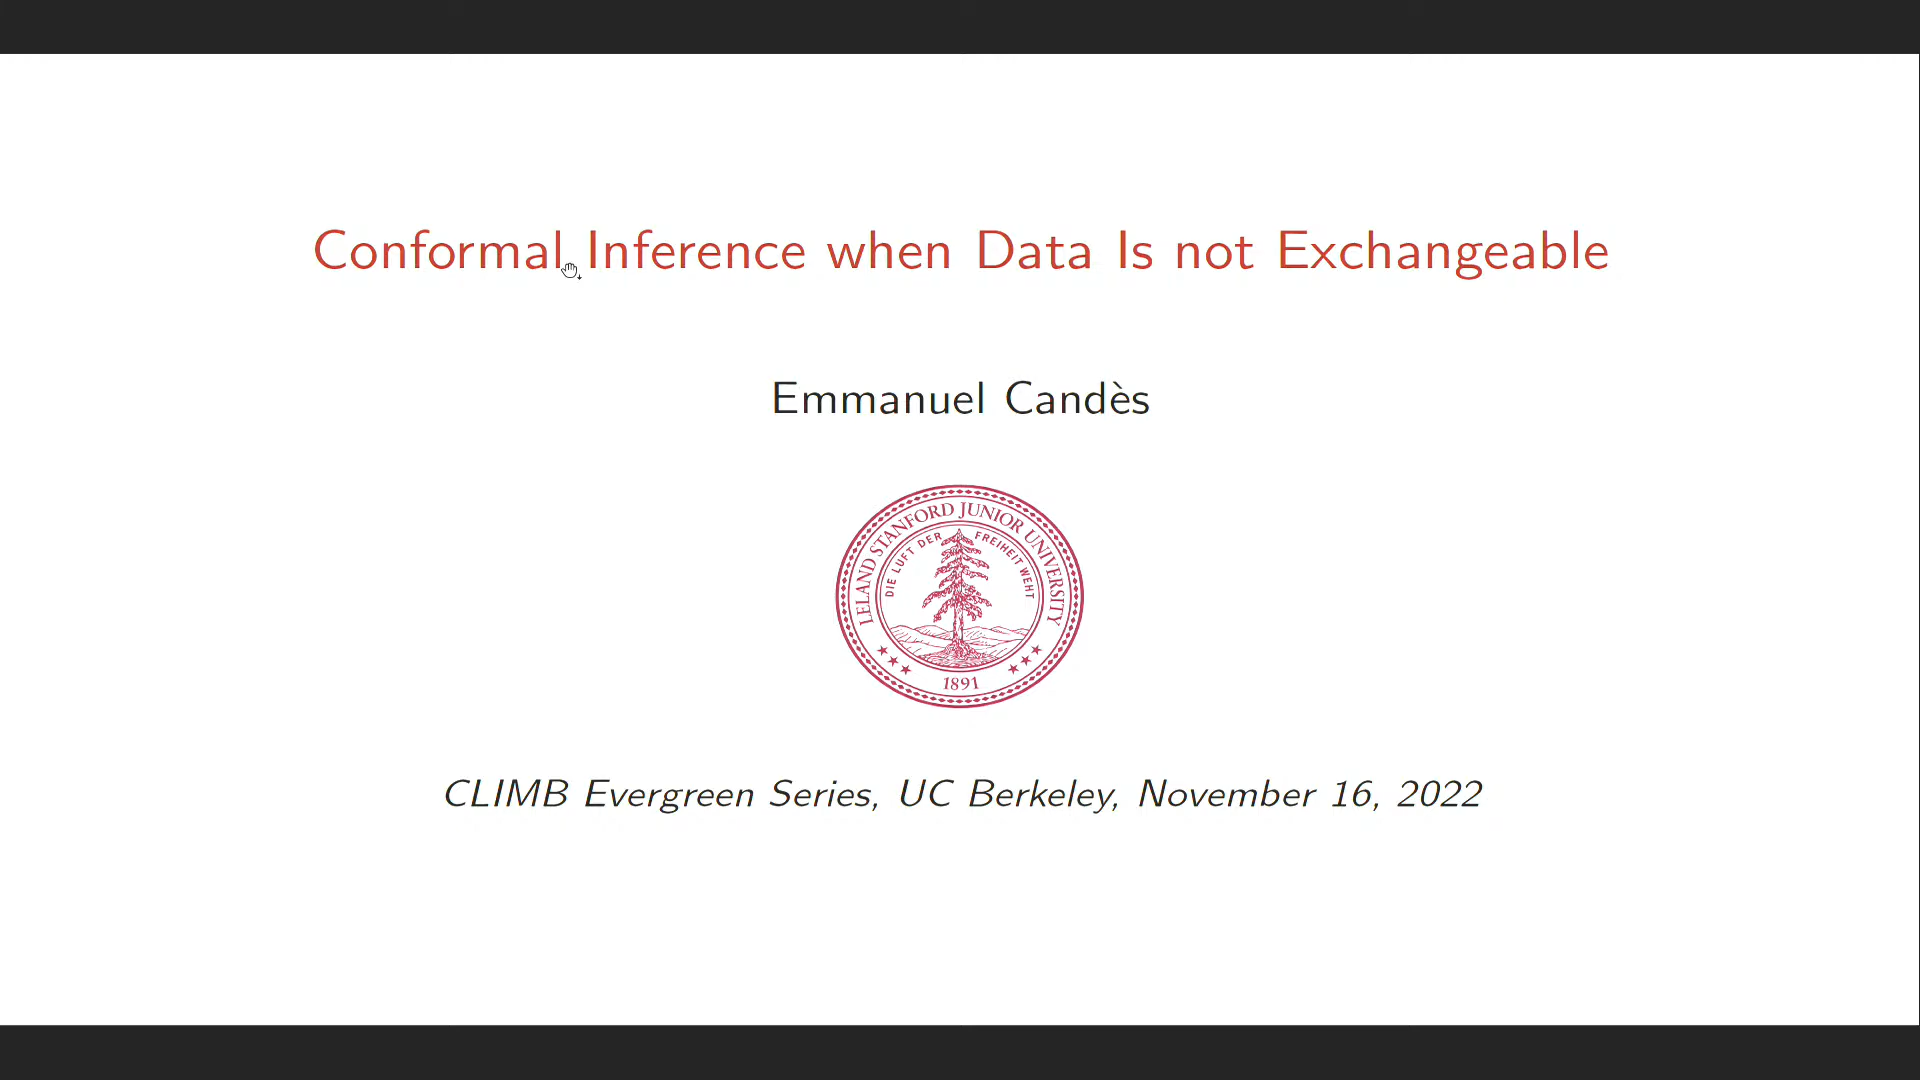 Conformal Inference when Data Is not Exchangeable
Emmanuel Candès
LELAND STANFORD JUNIOR UNIVERSITY
DIE LUFT DER FREIHEIT WEHT
1891
CLIMB Evergreen Series, UC Berkeley, November 16, 2022